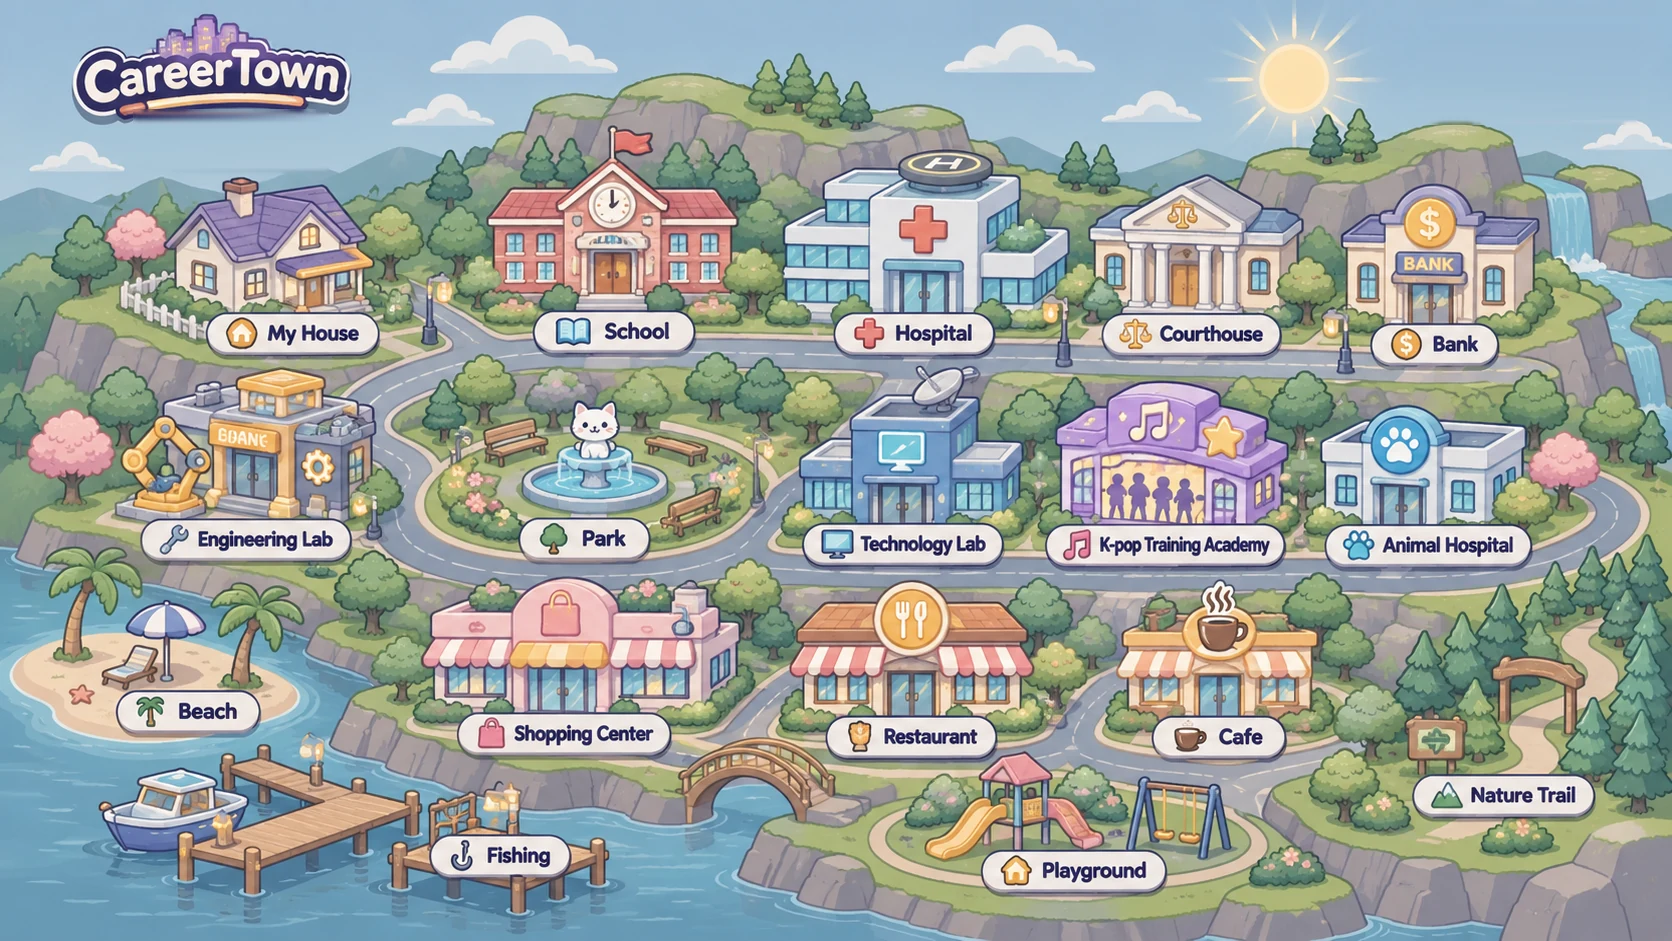 CareerTown
H
$
BANK
My House
School
Hospital
Courthouse
$ Bank
Engineering Lab
Park
Technology Lab
K-pop Training Academy
Animal Hospital
Beach
Shopping Center
Restaurant
Cafe
Nature Trail
Fishing
Playground